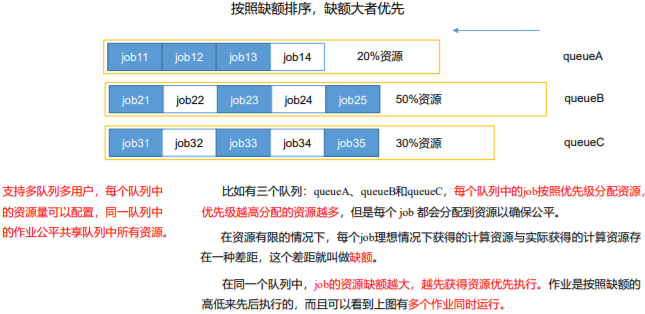 按照缺额排序，缺额大者优先
job11 job12 job13 job14 20%资源 queueA
job21 job22 job23 job24 job25 50%资源 queueB
job31 job32 job33 job34 job35 30%资源 queueC
支持多队列多用户，每个队列中
的资源量可以配置，同一队列中
的作业公平共享队列中所有资源。
比如有三个队列：queueA、queueB和queueC，每个队列中的job按照优先级分配资源，
优先级越高分配的资源越多，但是每个 job 都会分配到资源以确保公平。
在资源有限的情况下，每个job理想情况下获得的计算资源与实际获得的计算资源存
在一种差距，这个差距就叫做缺额。
在同一个队列中，job的资源缺额越大，越先获得资源优先执行。作业是按照缺额的
高低来先后执行的，而且可以看到上图有多个作业同时运行。